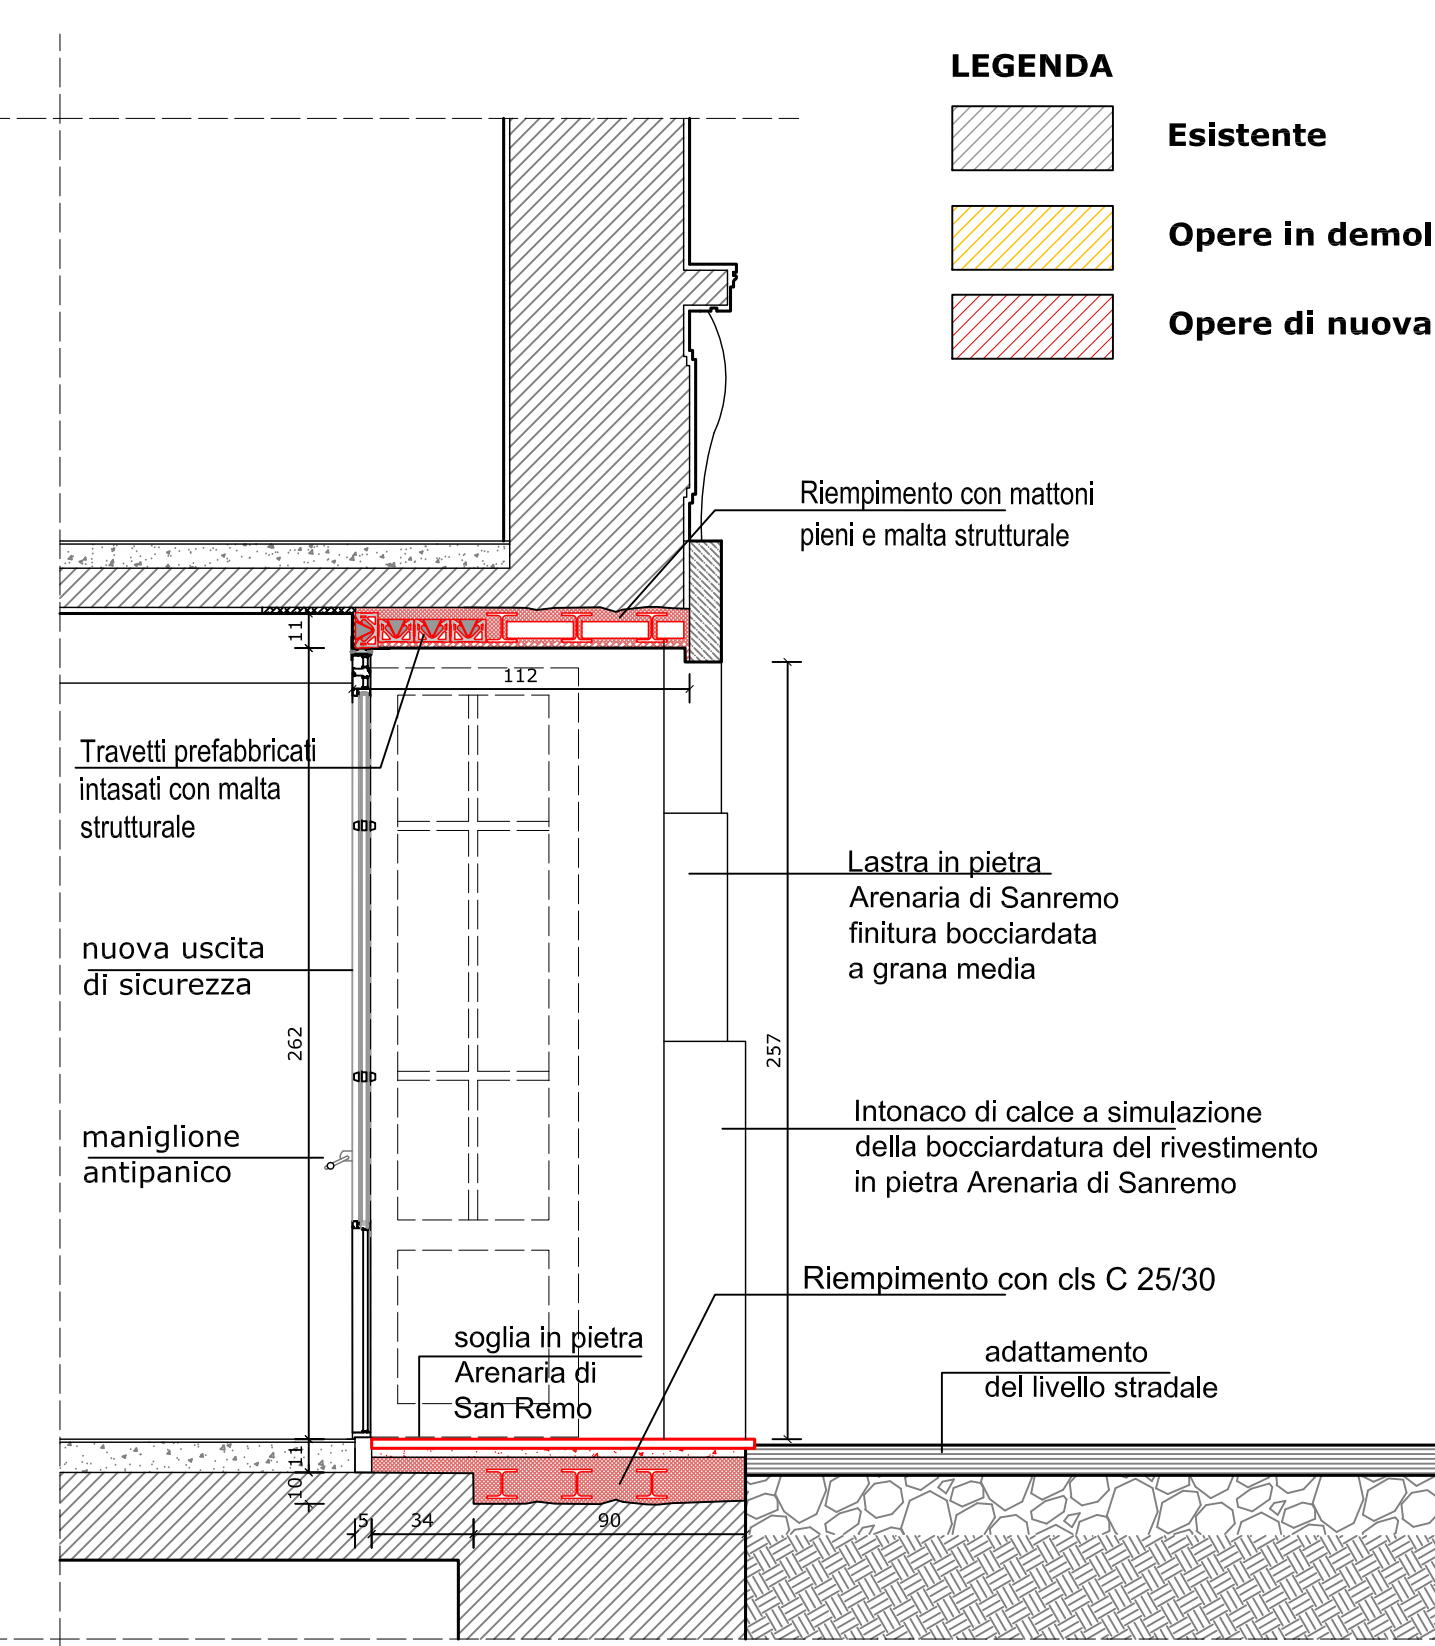 LEGENDA
Esistente
Opere in demol
Opere di nuova
Riempimento con mattoni
pieni e malta strutturale
11
112
Travetti prefabbricati
intasati con malta
strutturale
Lastra in pietra
Arenaria di Sanremo
finitura bocciardata
a grana media
nuova uscita
di sicurezza
262
257
maniglione
antipanico
Intonaco di calce a simulazione
della bocciardatura del rivestimento
in pietra Arenaria di Sanremo
Riempimento con cls C 25/30
soglia in pietra
Arenaria di
San Remo
adattamento
del livello stradale
11
10
5
34
90